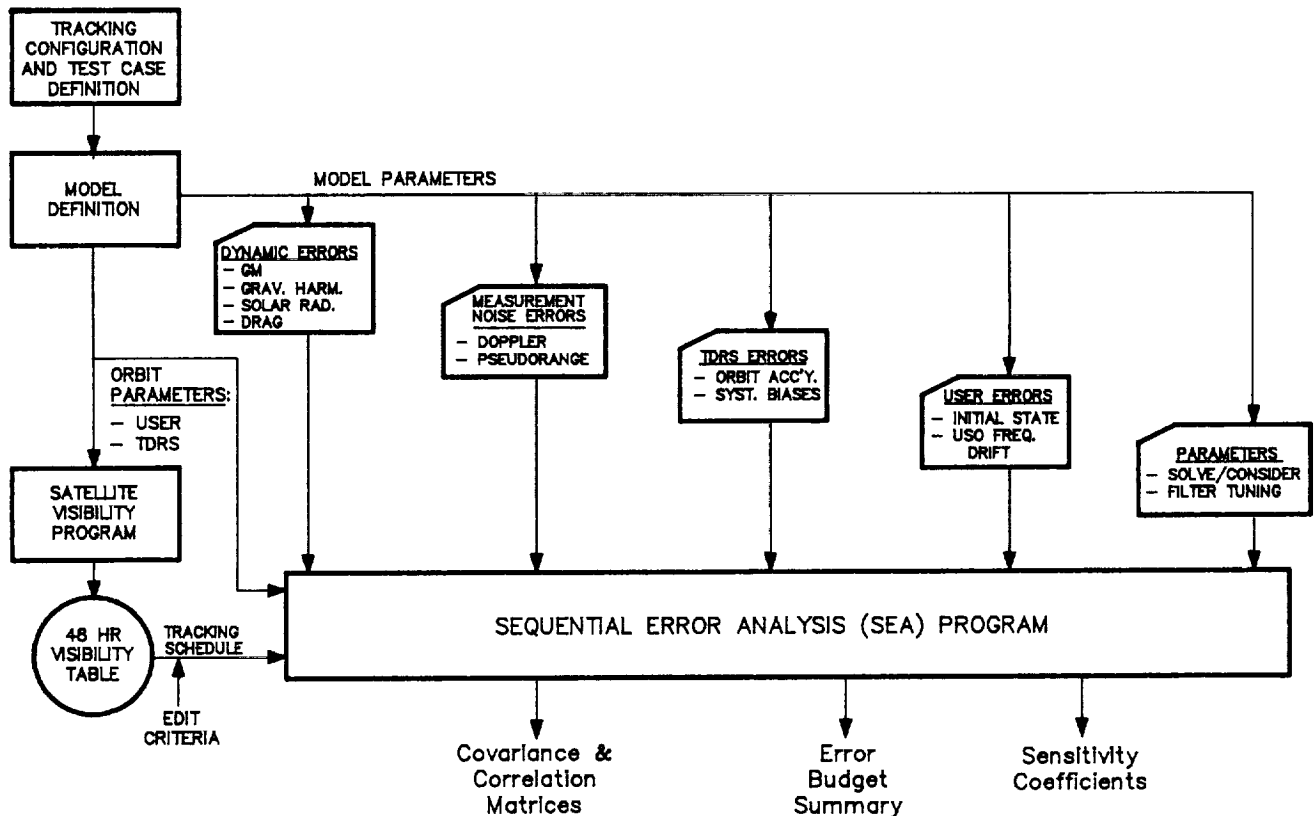 TRACKING
CONFIGURATION
AND TEST CASE
DEFINITION
MODEL
DEFINITION
MODEL PARAMETERS
DYNAMIC ERRORS
– GM
– GRAV. HARM.
– SOLAR RAD.
– DRAG
MEASUREMENT
NOISE ERRORS
– DOPPLER
– PSEUDORANGE
TDRS ERRORS
– ORBIT ACC'Y.
– SYST. BIASES
USER ERRORS
– INITIAL STATE
– USO FREQ.
DRIFT
PARAMETERS
– SOLVE/CONSIDER
– FILTER TUNING
ORBIT
PARAMETERS:
– USER
– TDRS
SATELLITE
VISIBILITY
PROGRAM
48 HR
VISIBILITY
TABLE
TRACKING
SCHEDULE
EDIT
CRITERIA
SEQUENTIAL ERROR ANALYSIS (SEA) PROGRAM
Covariance &
Correlation
Matrices
Error
Budget
Summary
Sensitivity
Coefficients